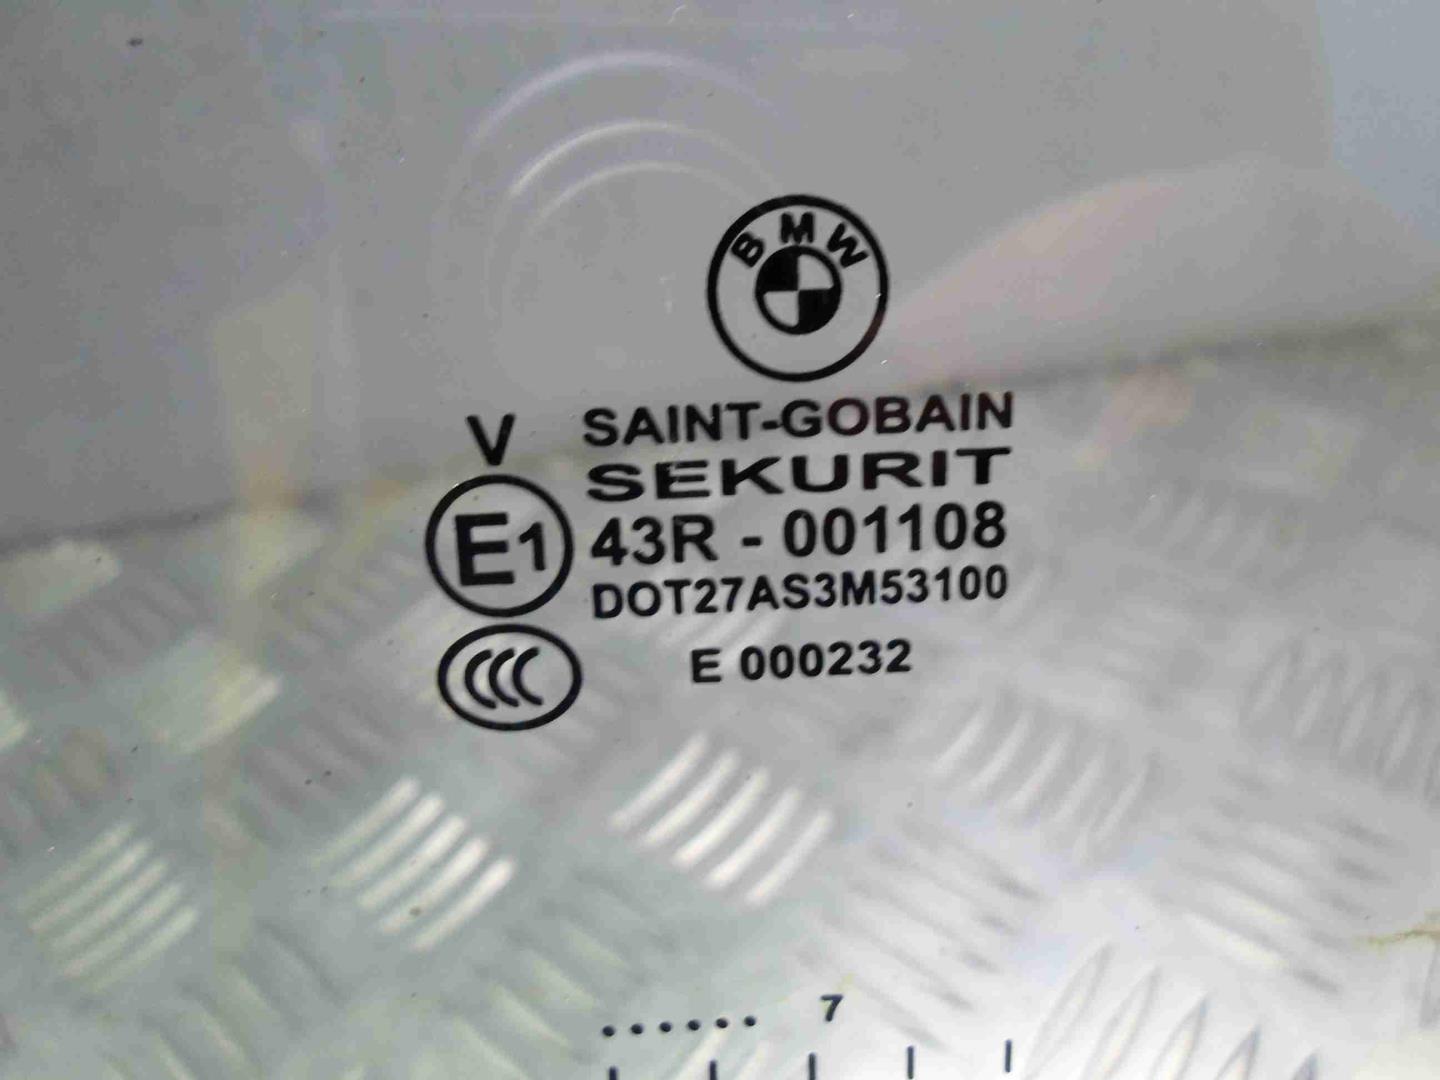 BMW
V
SAINT-GOBAIN
SEKURIT
E1 43R - 001108
DOT27AS3M53100
CCC E 000232
...... 7